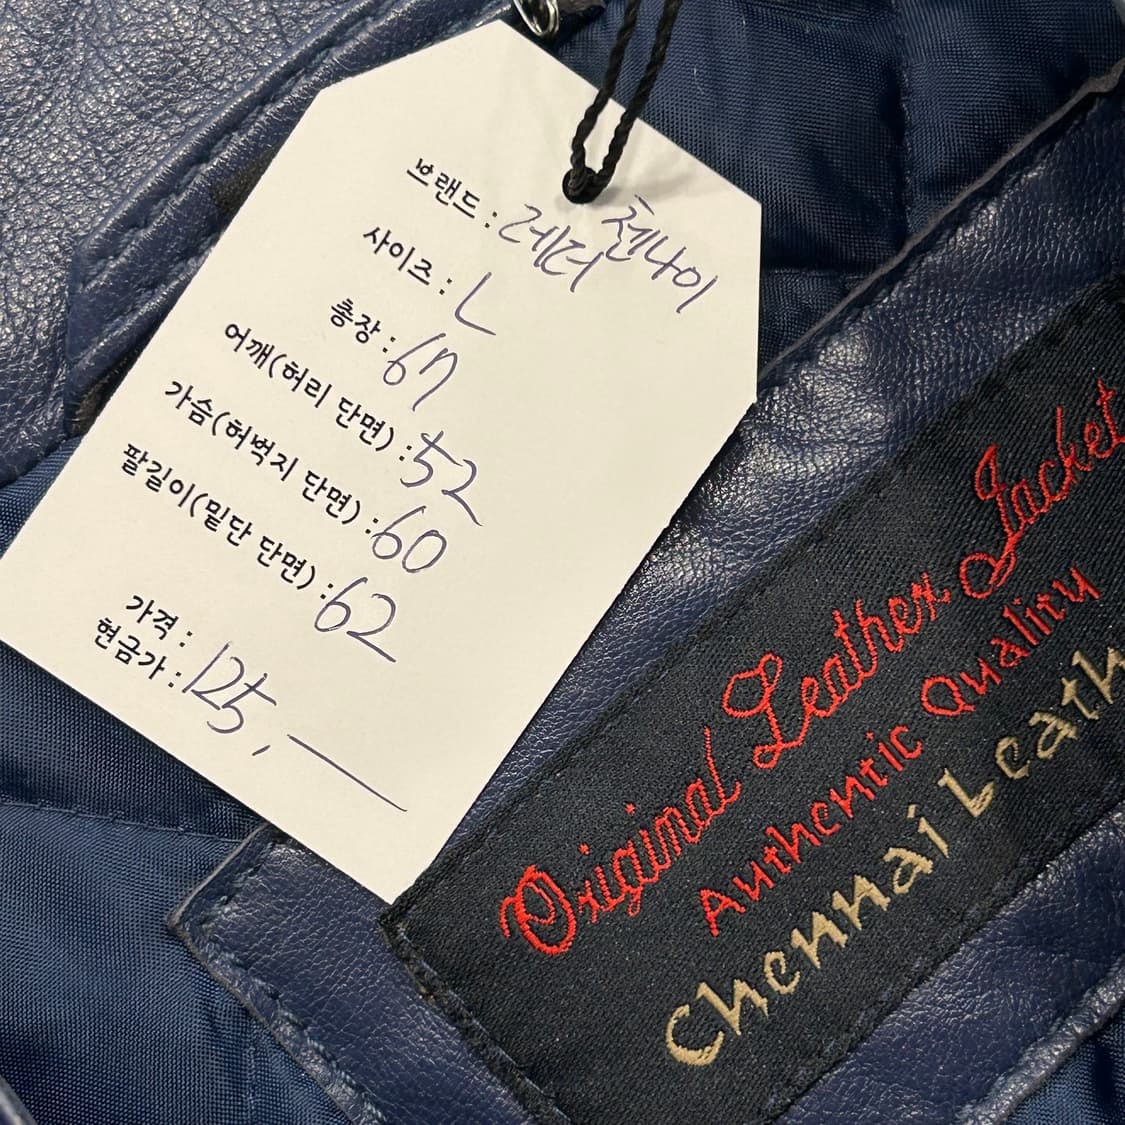 브랜드 : 레더 첸나이
사이즈 : L
총장 : 67
어깨(허리 단면) : 52
가슴(허벅지 단면) : 60
팔길이(밑단 단면) : 62
가격 :
현금가 : 125,—
Original Leather Jacket
Authentic Quality
Chennai Leath